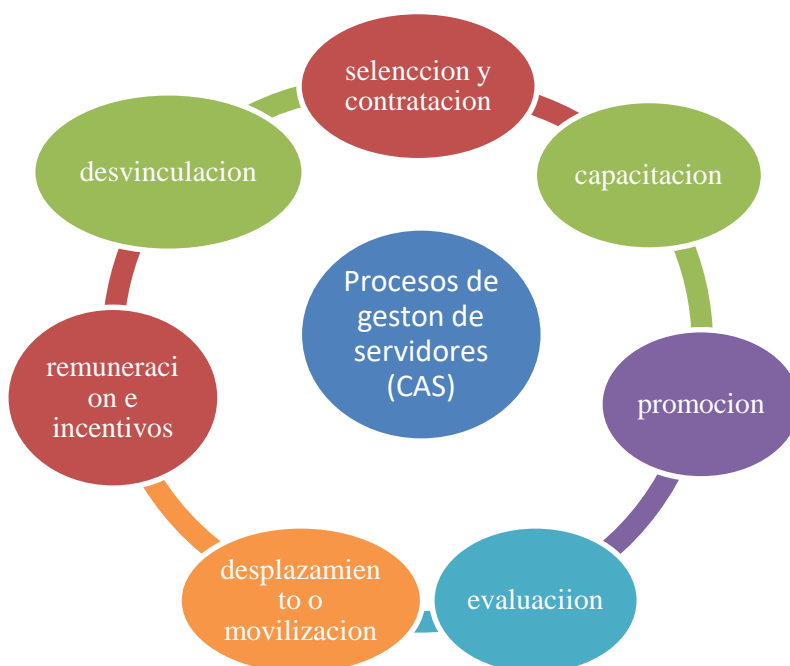 selenccion y
contratacion
capacitacion
promocion
evaluaciion
desplazamien
to o
movilizacion
remuneraci
on e
incentivos
desvinculacion
Procesos de
geston de
servidores
(CAS)